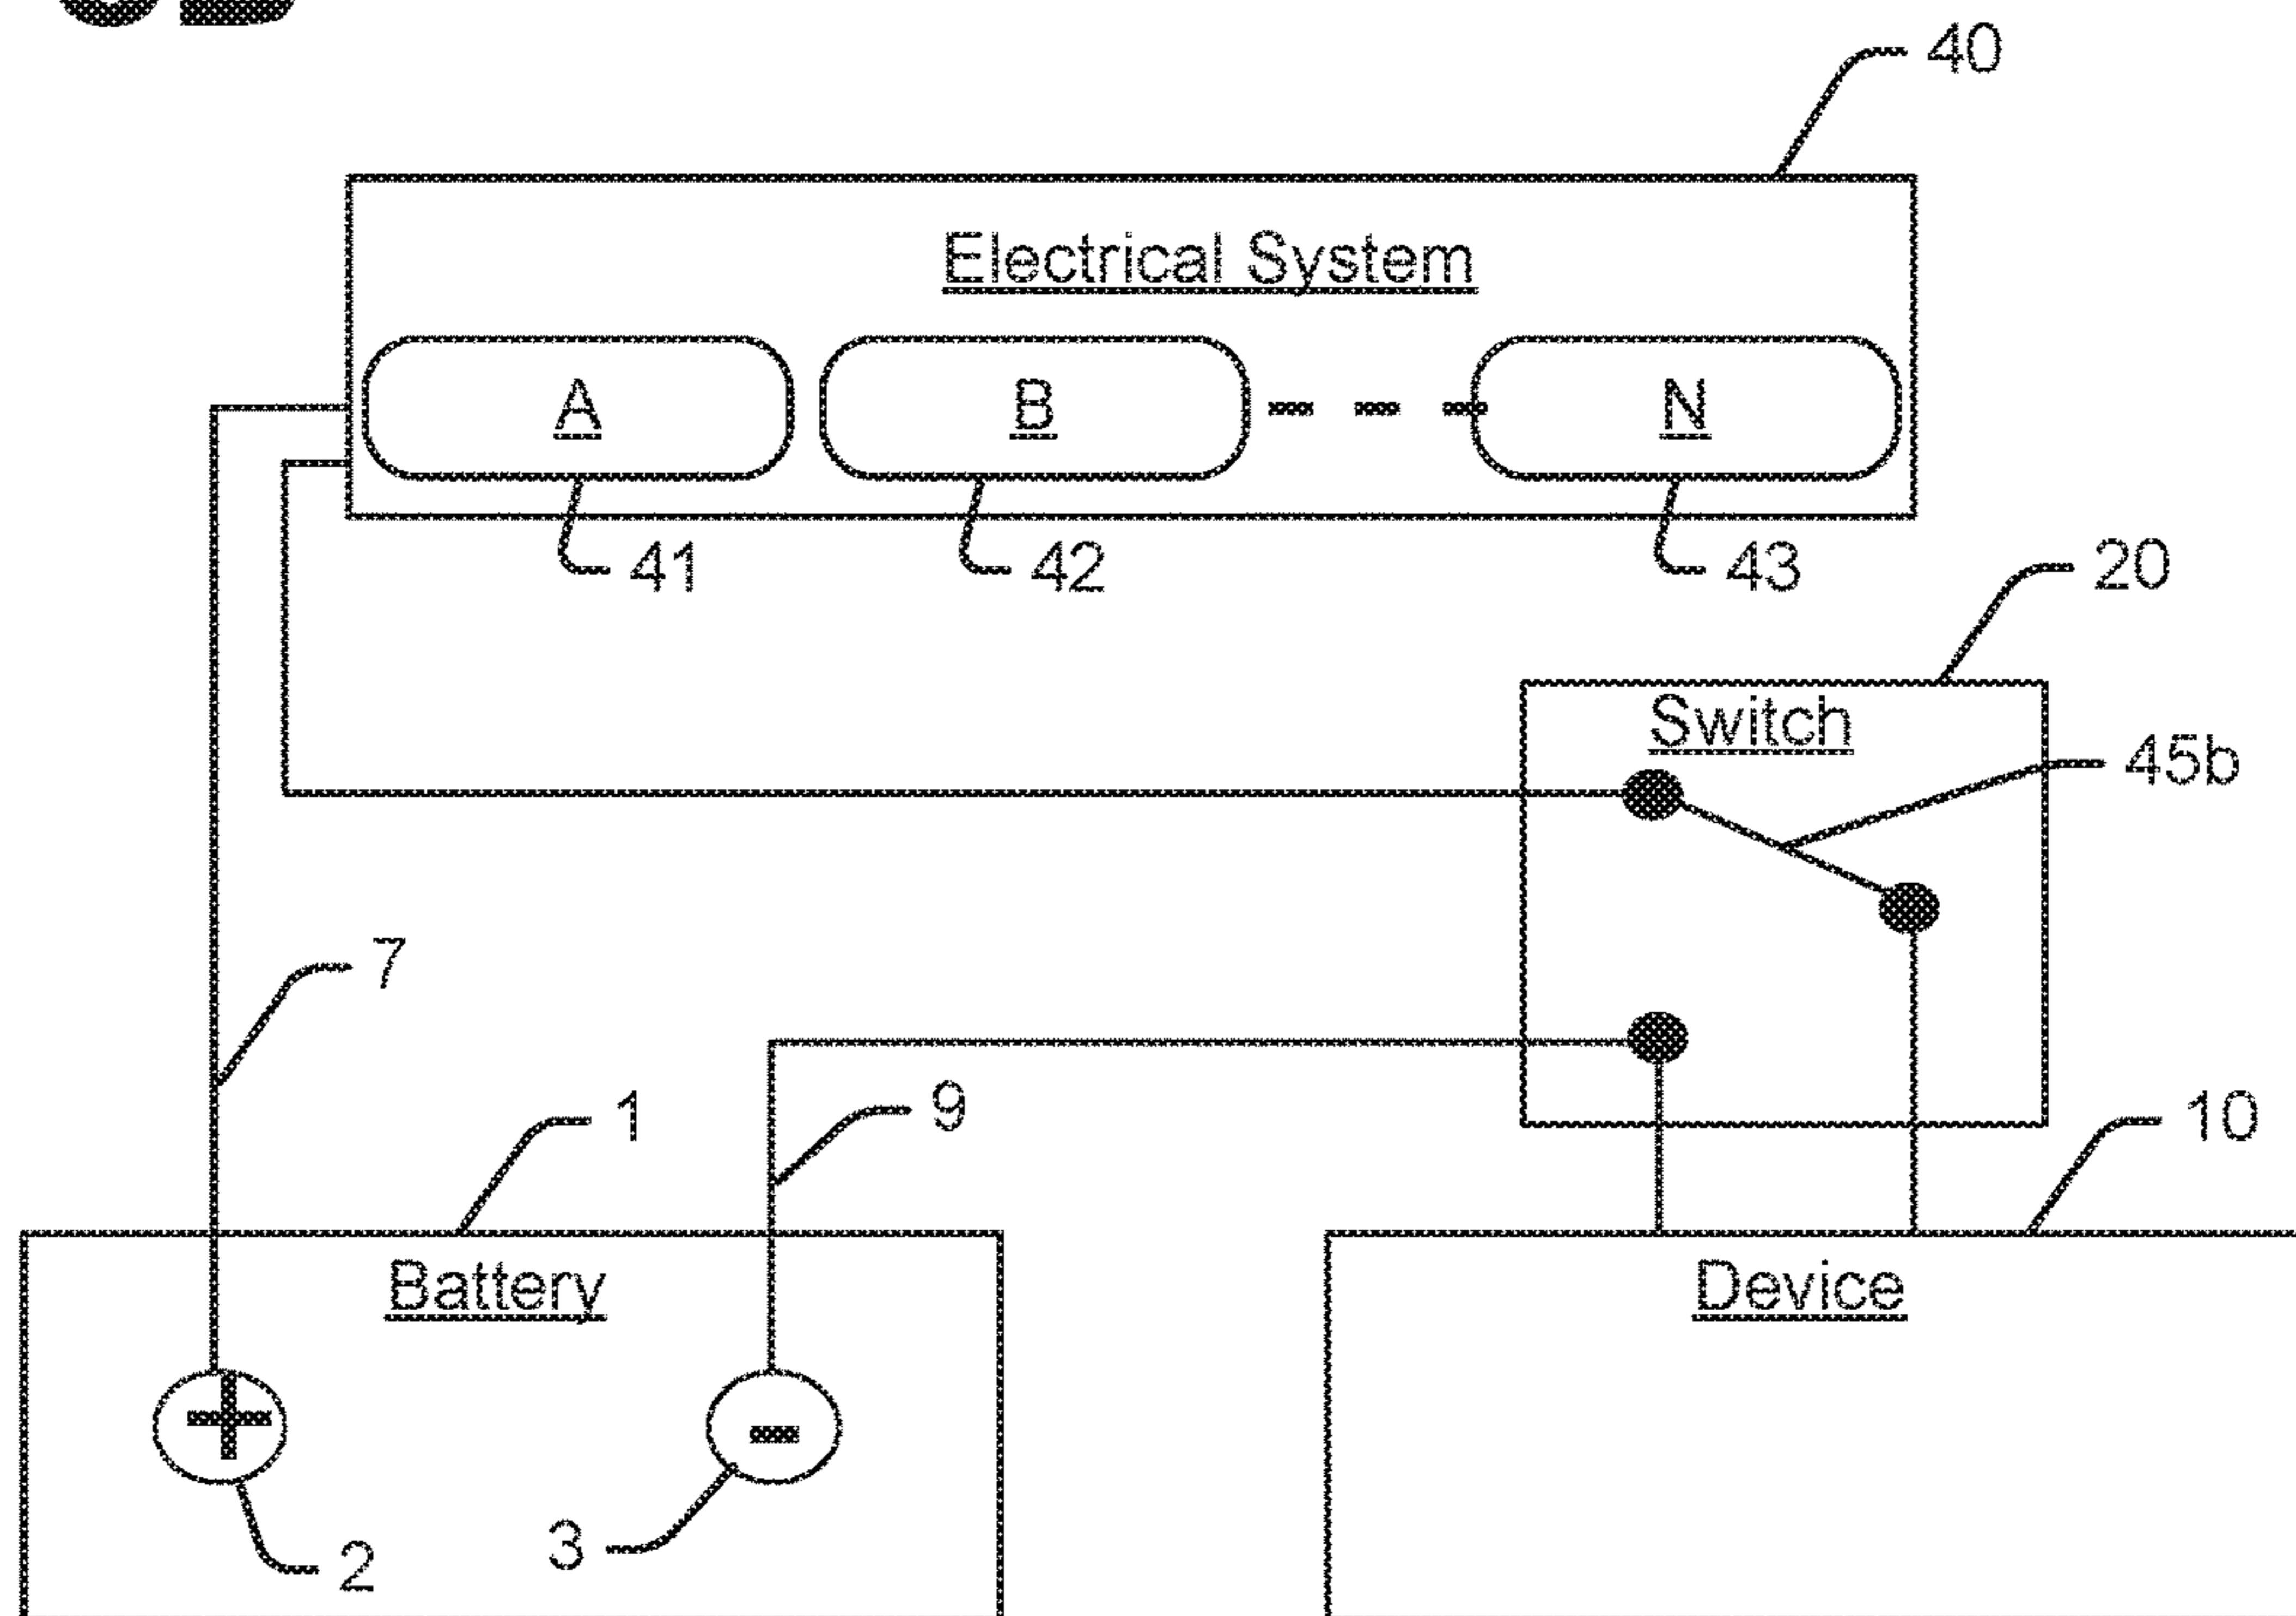 40
Electrical System
A B N
41 42 43
20
Switch
45b
7
1
9
10
Battery
Device
+ -
3
2